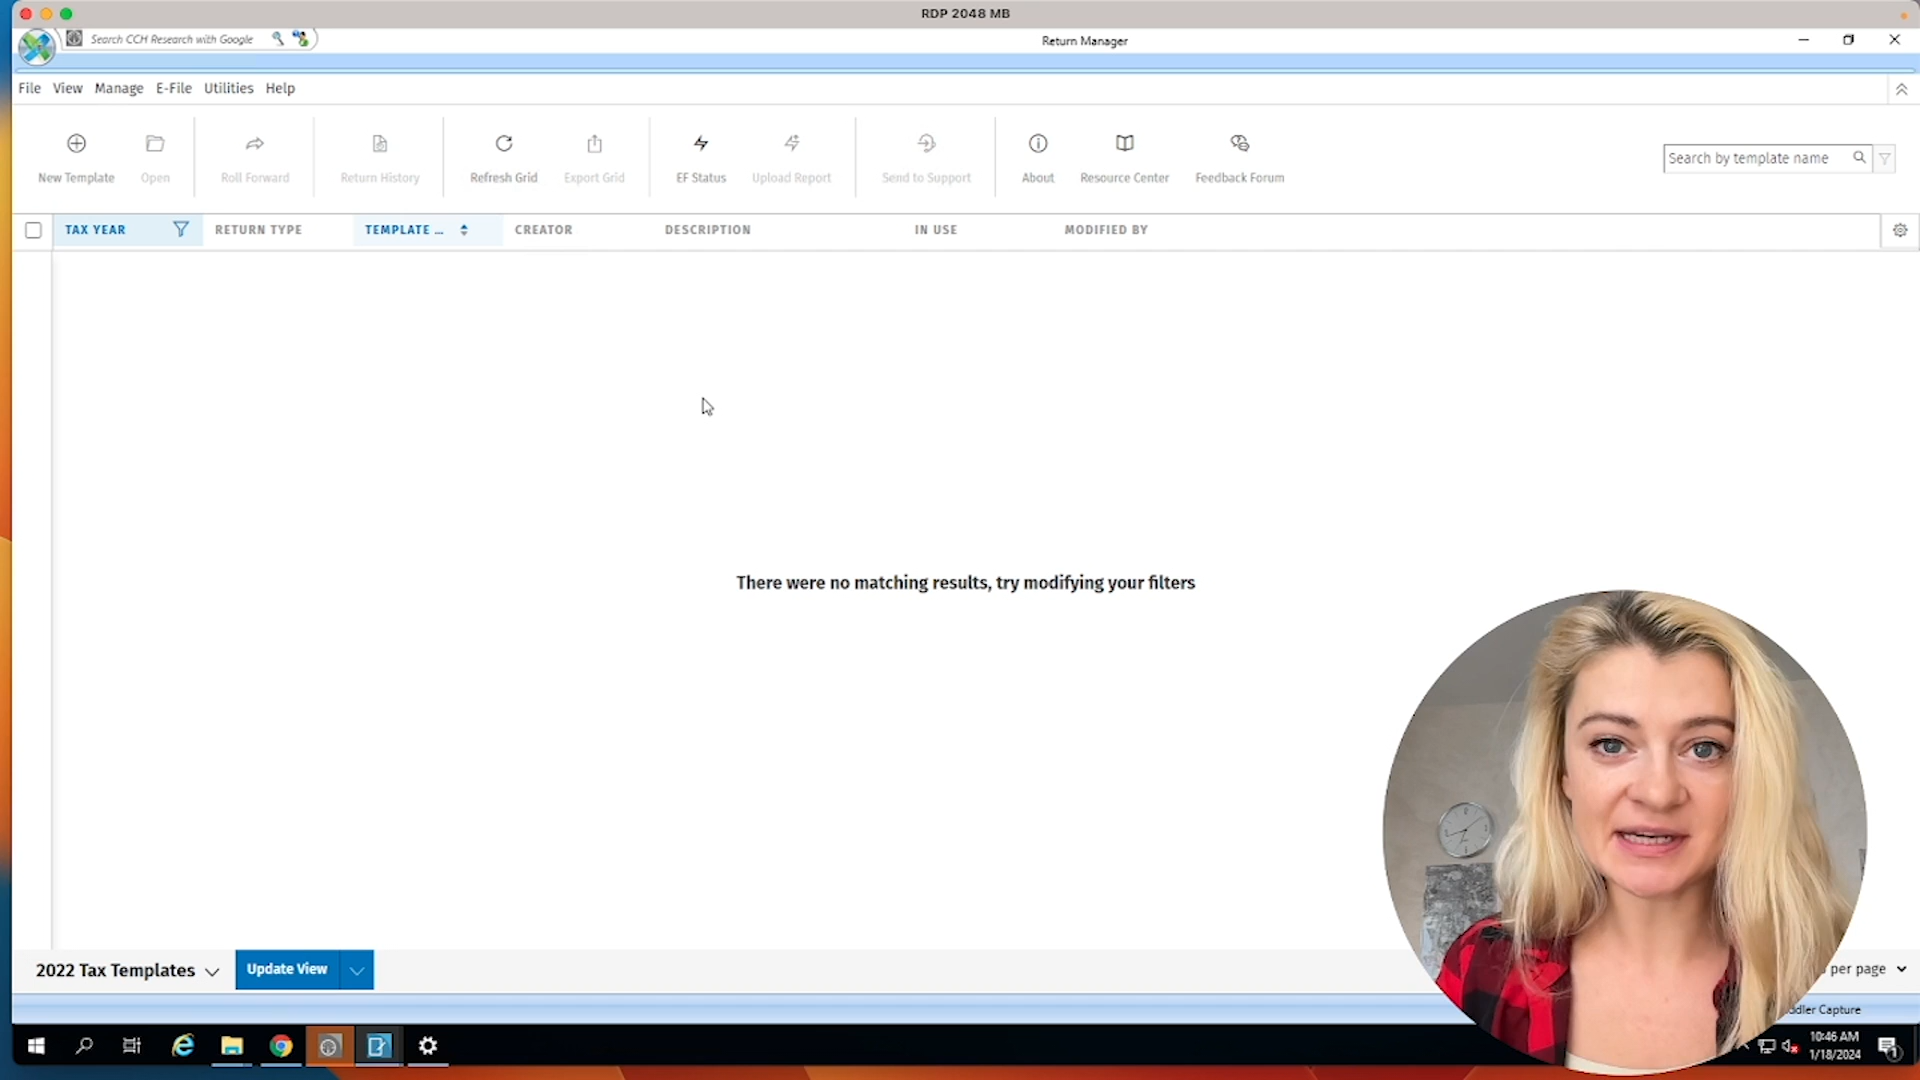 RDP 2048 MB
Search CCH Research with Google
Return Manager
File View Manage E-File Utilities Help
New Template Open Roll Forward Return History Refresh Grid Export Grid EF Status Upload Report Send to Support About Resource Center Feedback Forum
Search by template name
TAX YEAR RETURN TYPE TEMPLATE ... CREATOR DESCRIPTION IN USE MODIFIED BY
There were no matching results, try modifying your filters
2022 Tax Templates Update View
per page
Capture
10:46 AM
1/18/2024
1